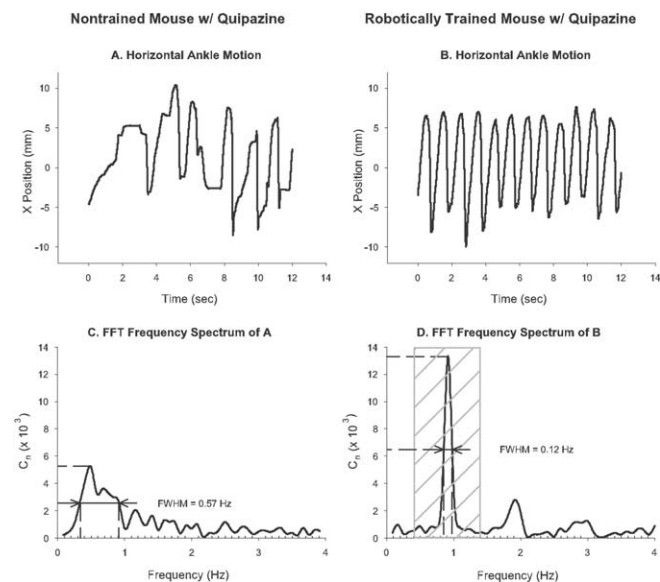 Nontrained Mouse w/ Quipazine
Robotically Trained Mouse w/ Quipazine
A. Horizontal Ankle Motion
X Position (mm)
10
5
0
-5
-10
0 2 4 6 8 10 12 14
Time (sec)
B. Horizontal Ankle Motion
X Position (mm)
10
5
0
-5
-10
0 2 4 6 8 10 12 14
Time (sec)
C. FFT Frequency Spectrum of A
Cn (x 10³)
14
12
10
8
6
4
2
0
FWHM = 0.57 Hz
0 1 2 3 4
Frequency (Hz)
D. FFT Frequency Spectrum of B
Cn (x 10³)
14
12
10
8
6
4
2
0
FWHM = 0.12 Hz
0 1 2 3 4
Frequency (Hz)